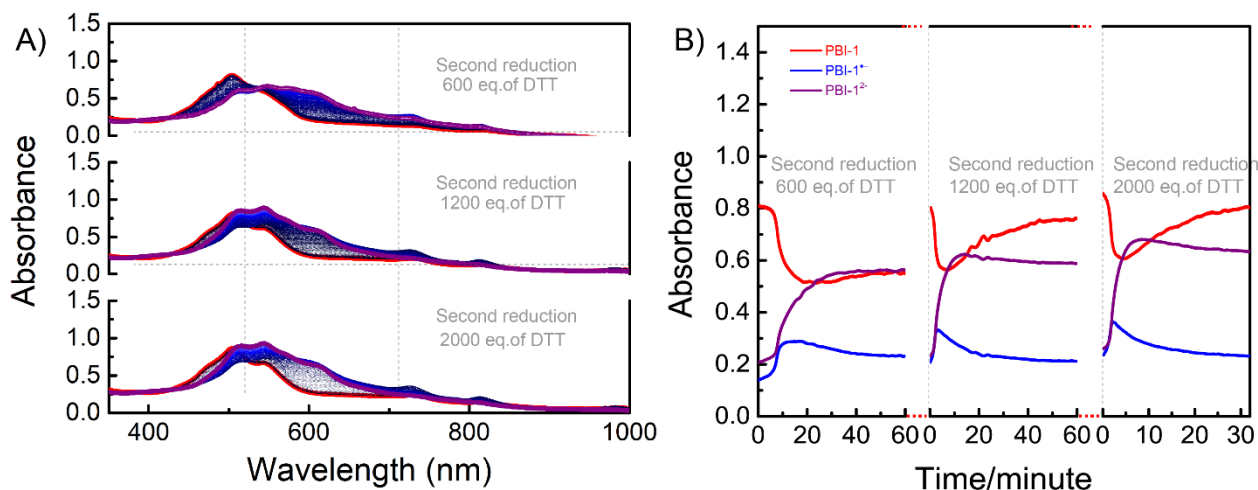 A)
Absorbance
1.5
1.0
0.5
0.0
Second reduction
600 eq.of DTT
1.5
1.0
0.5
0.0
Second reduction
1200 eq.of DTT
1.5
1.0
0.5
0.0
Second reduction
2000 eq.of DTT
400 600 800 1000
Wavelength (nm)
B)
Absorbance
1.4
1.2
1.0
0.8
0.6
0.4
0.2
0.0
PBI-1
PBI-1•-
PBI-1²-
Second reduction
600 eq.of DTT
Second reduction
1200 eq.of DTT
Second reduction
2000 eq.of DTT
0 20 40 60 0 20 40 60 0 10 20 30
Time/minute